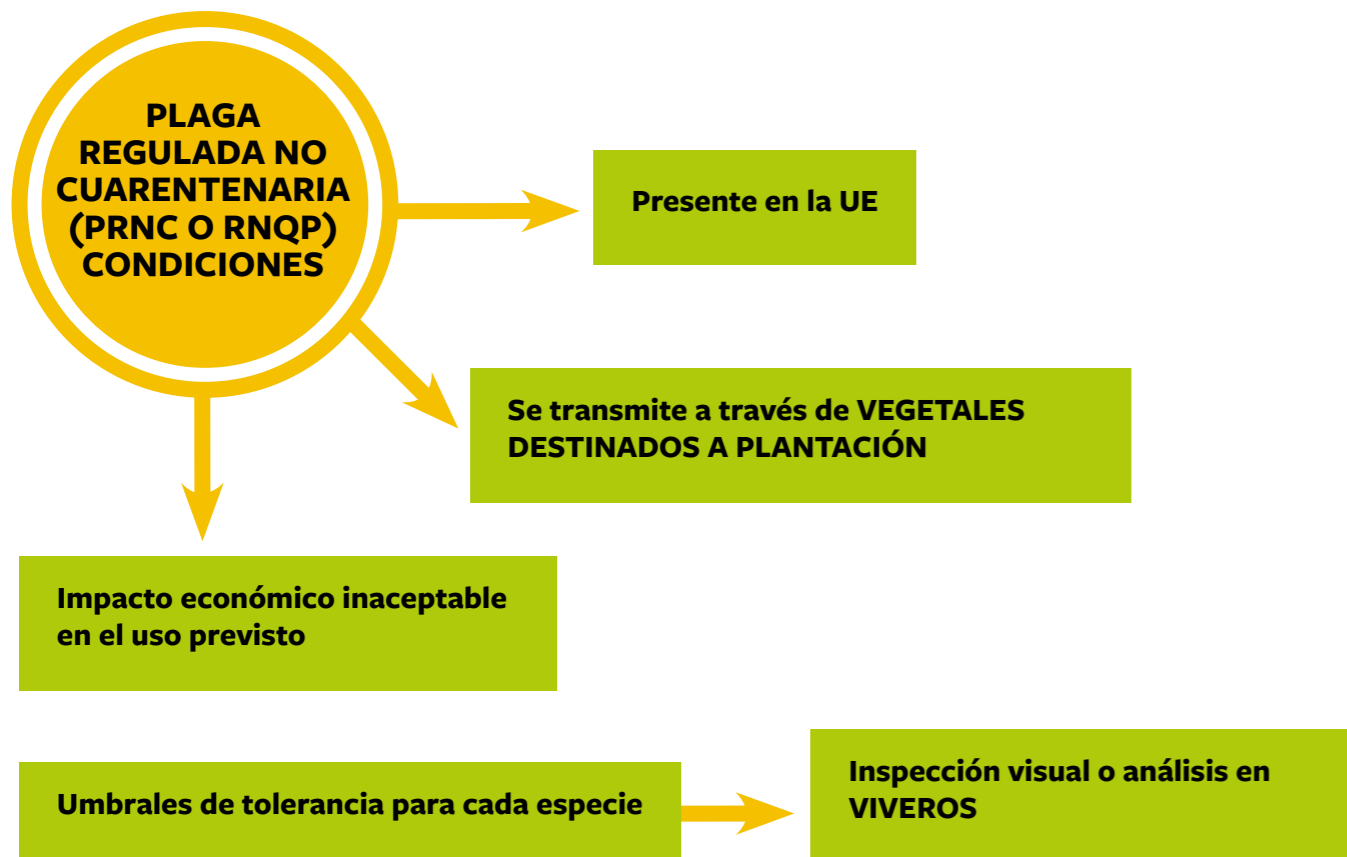 PLAGA
REGULADA NO
CUARENTENARIA
(PRNC O RNQP)
CONDICIONES
Presente en la UE
Se transmite a través de VEGETALES
DESTINADOS A PLANTACIÓN
Impacto económico inaceptable
en el uso previsto
Umbrales de tolerancia para cada especie
Inspección visual o análisis en
VIVEROS